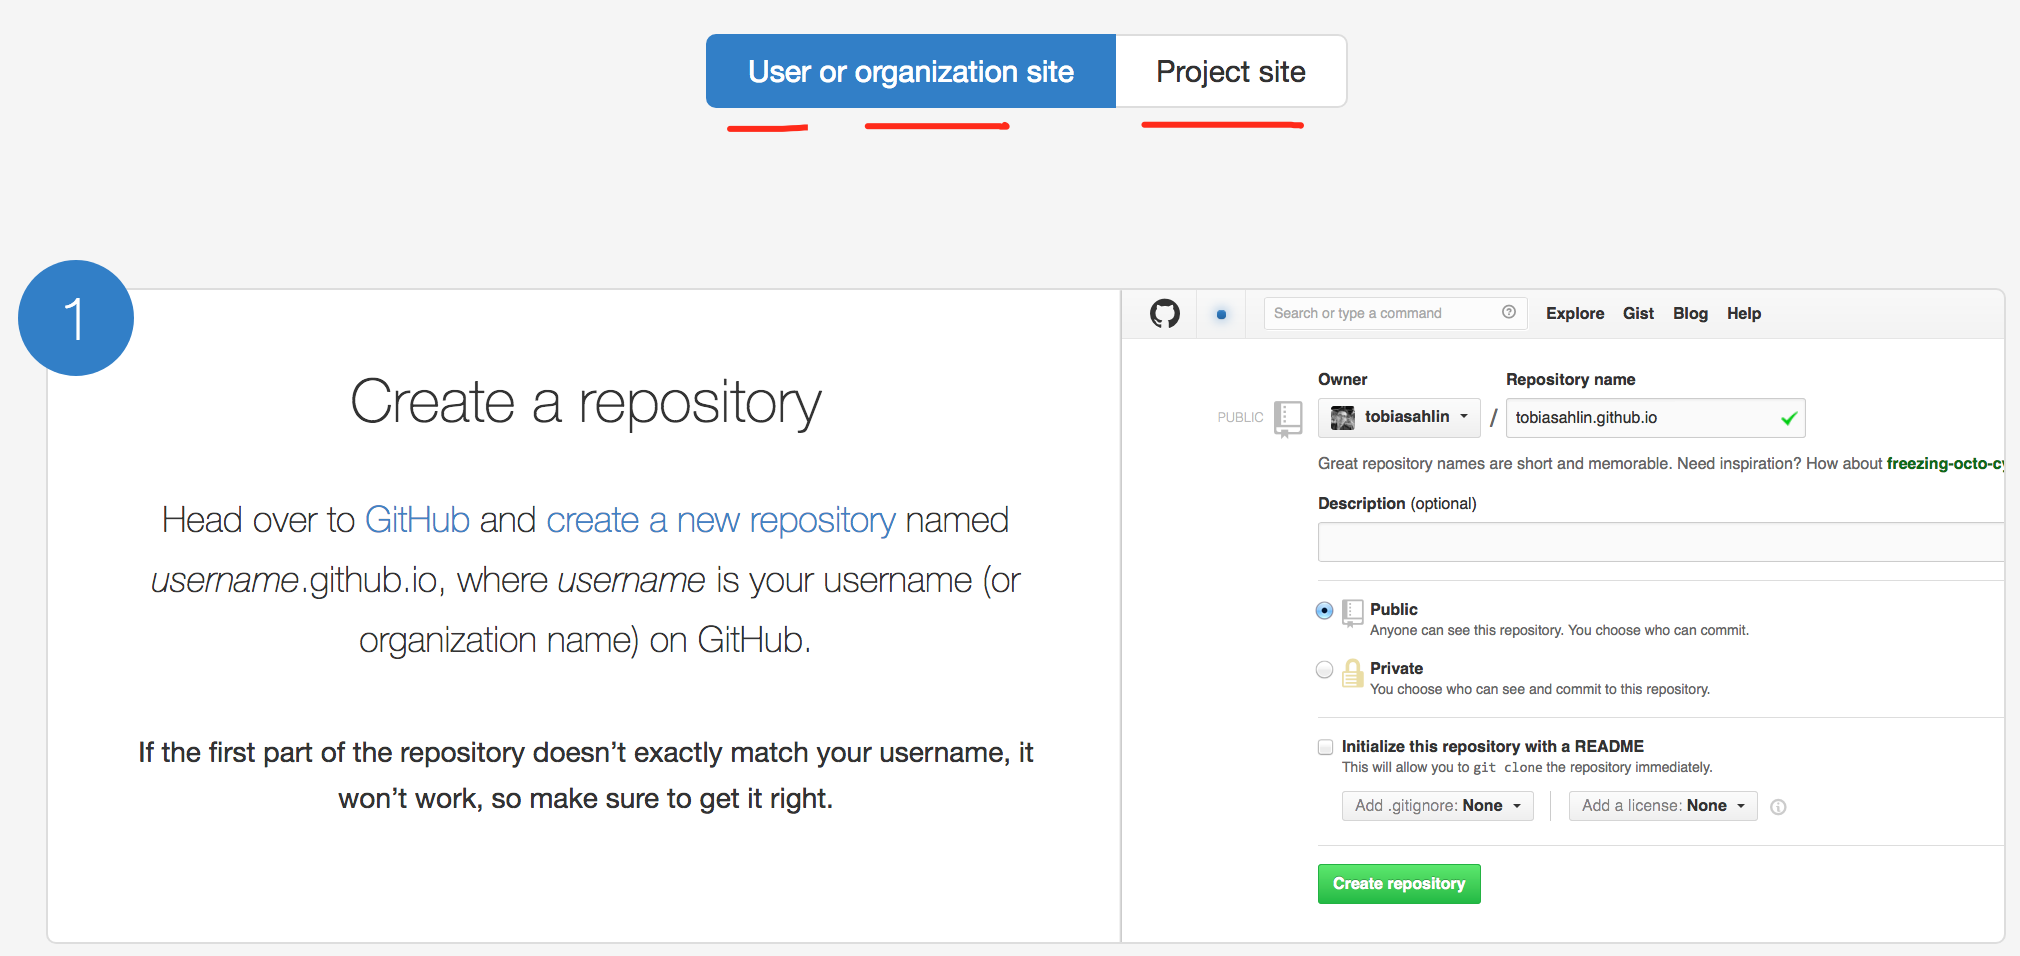 User or organization site
Project site
1
Create a repository
Head over to GitHub and create a new repository named
username.github.io, where username is your username (or
organization name) on GitHub.
If the first part of the repository doesn’t exactly match your username, it
won’t work, so make sure to get it right.
Search or type a command
Explore Gist Blog Help
Owner Repository name
PUBLIC tobiasahlin / tobiasahlin.github.io
Great repository names are short and memorable. Need inspiration? How about freezing-octo-cy
Description (optional)
Public
Anyone can see this repository. You choose who can commit.
Private
You choose who can see and commit to this repository.
Initialize this repository with a README
This will allow you to git clone the repository immediately.
Add .gitignore: None Add a license: None
Create repository